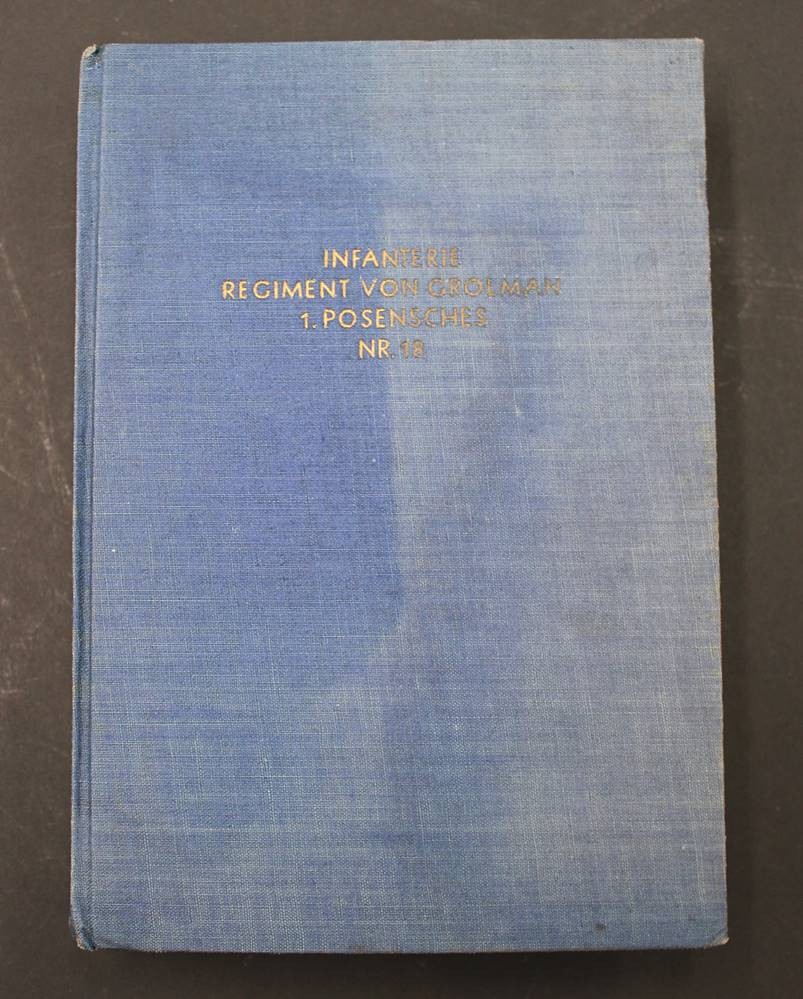 INFANTERIE
REGIMENT VON GROLMAN
1. POSENSCHES
NR. 18